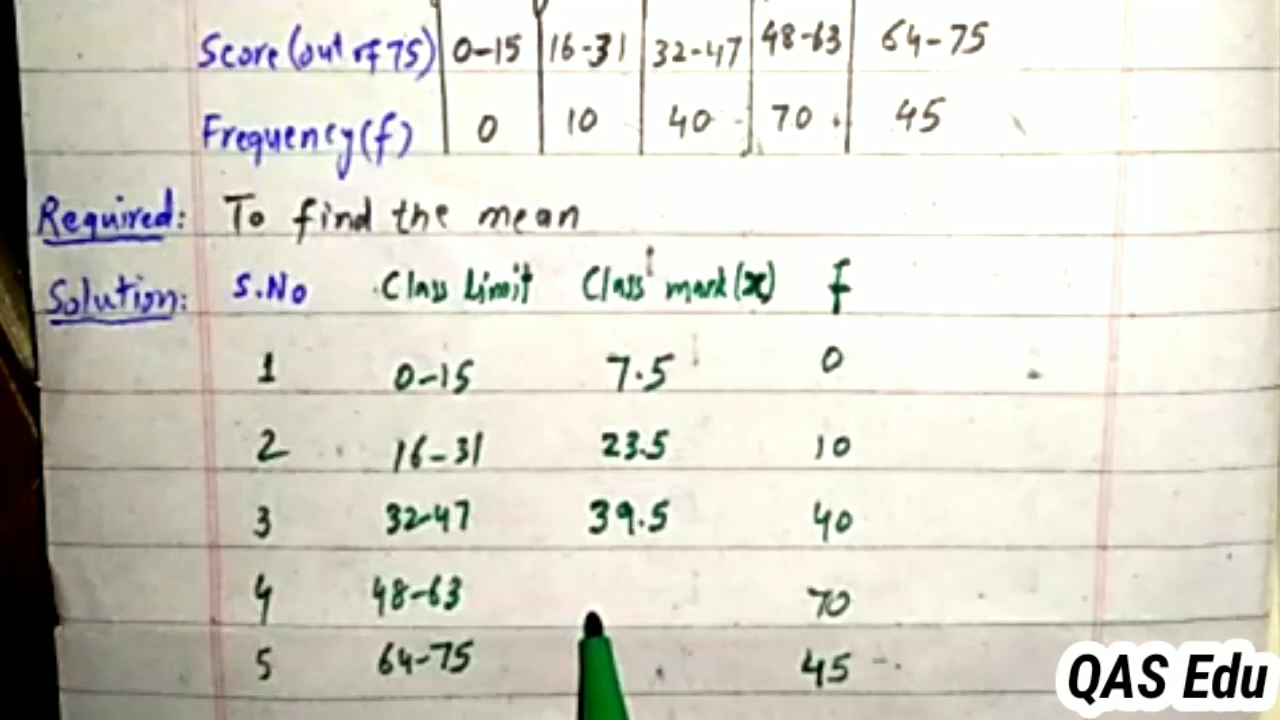 Score (out of 75) 0-15 16-31 32-47 48-63 64-75
Frequency (f) 0 10 40 70 45
Required: To find the mean
Solution: S.No Class Limit Class mark (x) f
1 0-15 7.5 0
2 16-31 23.5 10
3 32-47 39.5 40
4 48-63 70
5 64-75 45
QAS Edu